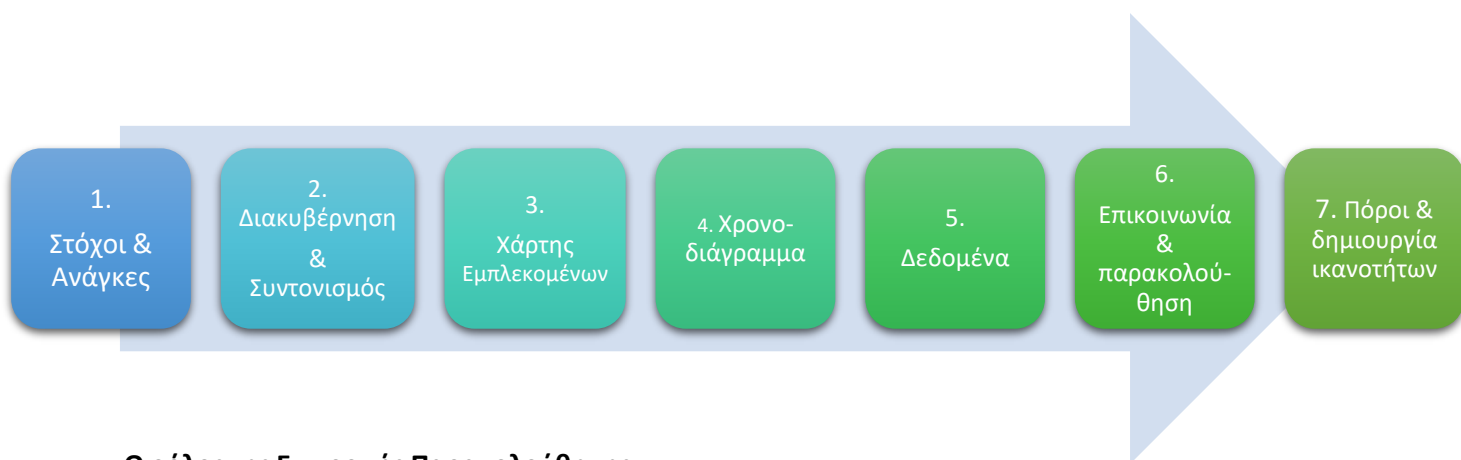 1.
Στόχοι &
Ανάγκες
2.
Διακυβέρνηση
&
Συντονισμός
3.
Χάρτης
Εμπλεκομένων
4. Χρονο-
διάγραμμα
5.
Δεδομένα
6.
Επικοινωνία
&
παρακολού-
θηση
7. Πόροι &
δημιουργία
ικανοτήτων